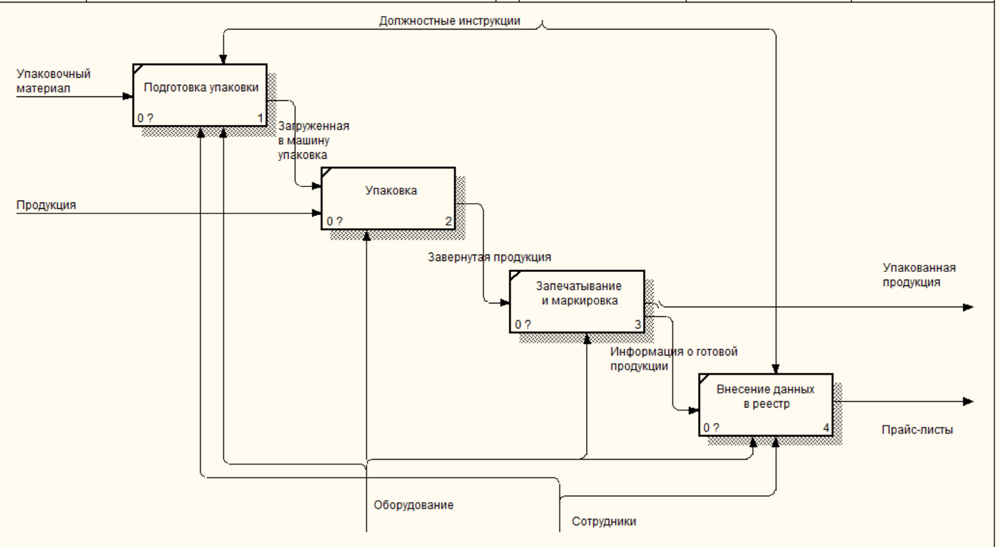 Должностные инструкции
Упаковочный
материал
Подготовка упаковки
0 ?
1
Загруженная
в машину
упаковка
Упаковка
0 ?
2
Продукция
Завернутая продукция
Запечатывание
и маркировка
0 ?
3
Упакованная
продукция
Информация о готовой
продукции
Внесение данных
в реестр
0 ?
4
Прайс-листы
Оборудование
Сотрудники